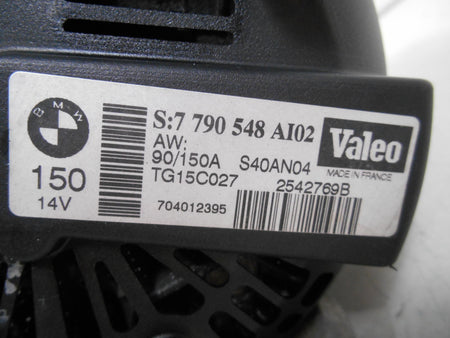 BMW
S:7 790 548 AI02
AW:
90/150A S40AN04
TG15C027 2542769B
150
14V
704012395
Valeo
MADE IN FRANCE